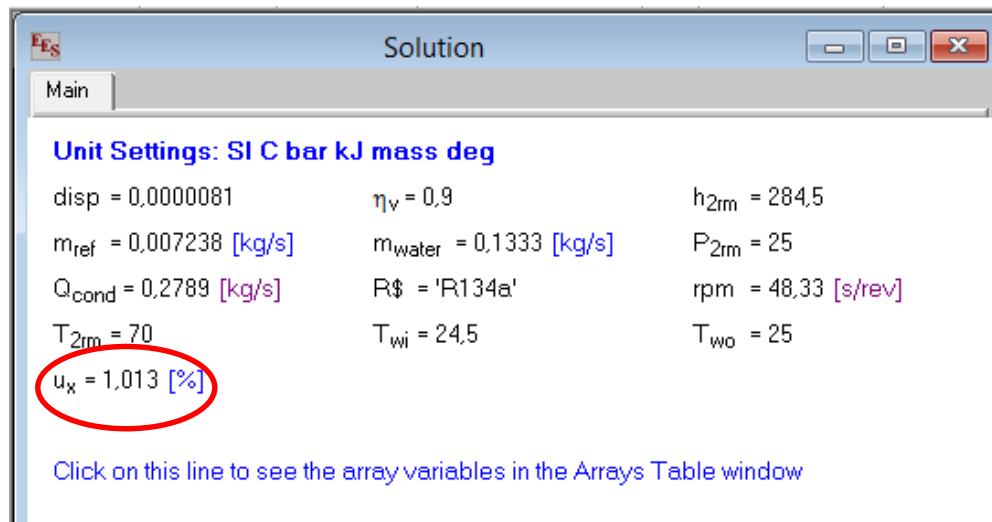 EES Solution
Main
Unit Settings: SI C bar kJ mass deg
disp = 0,0000081 ηv = 0,9 h2rm = 284,5
mref = 0,007238 [kg/s] mwater = 0,1333 [kg/s] P2rm = 25
Qcond = 0,2789 [kg/s] R$ = 'R134a' rpm = 48,33 [s/rev]
T2rm = 70 Twi = 24,5 Two = 25
ux = 1,013 [%]
Click on this line to see the array variables in the Arrays Table window